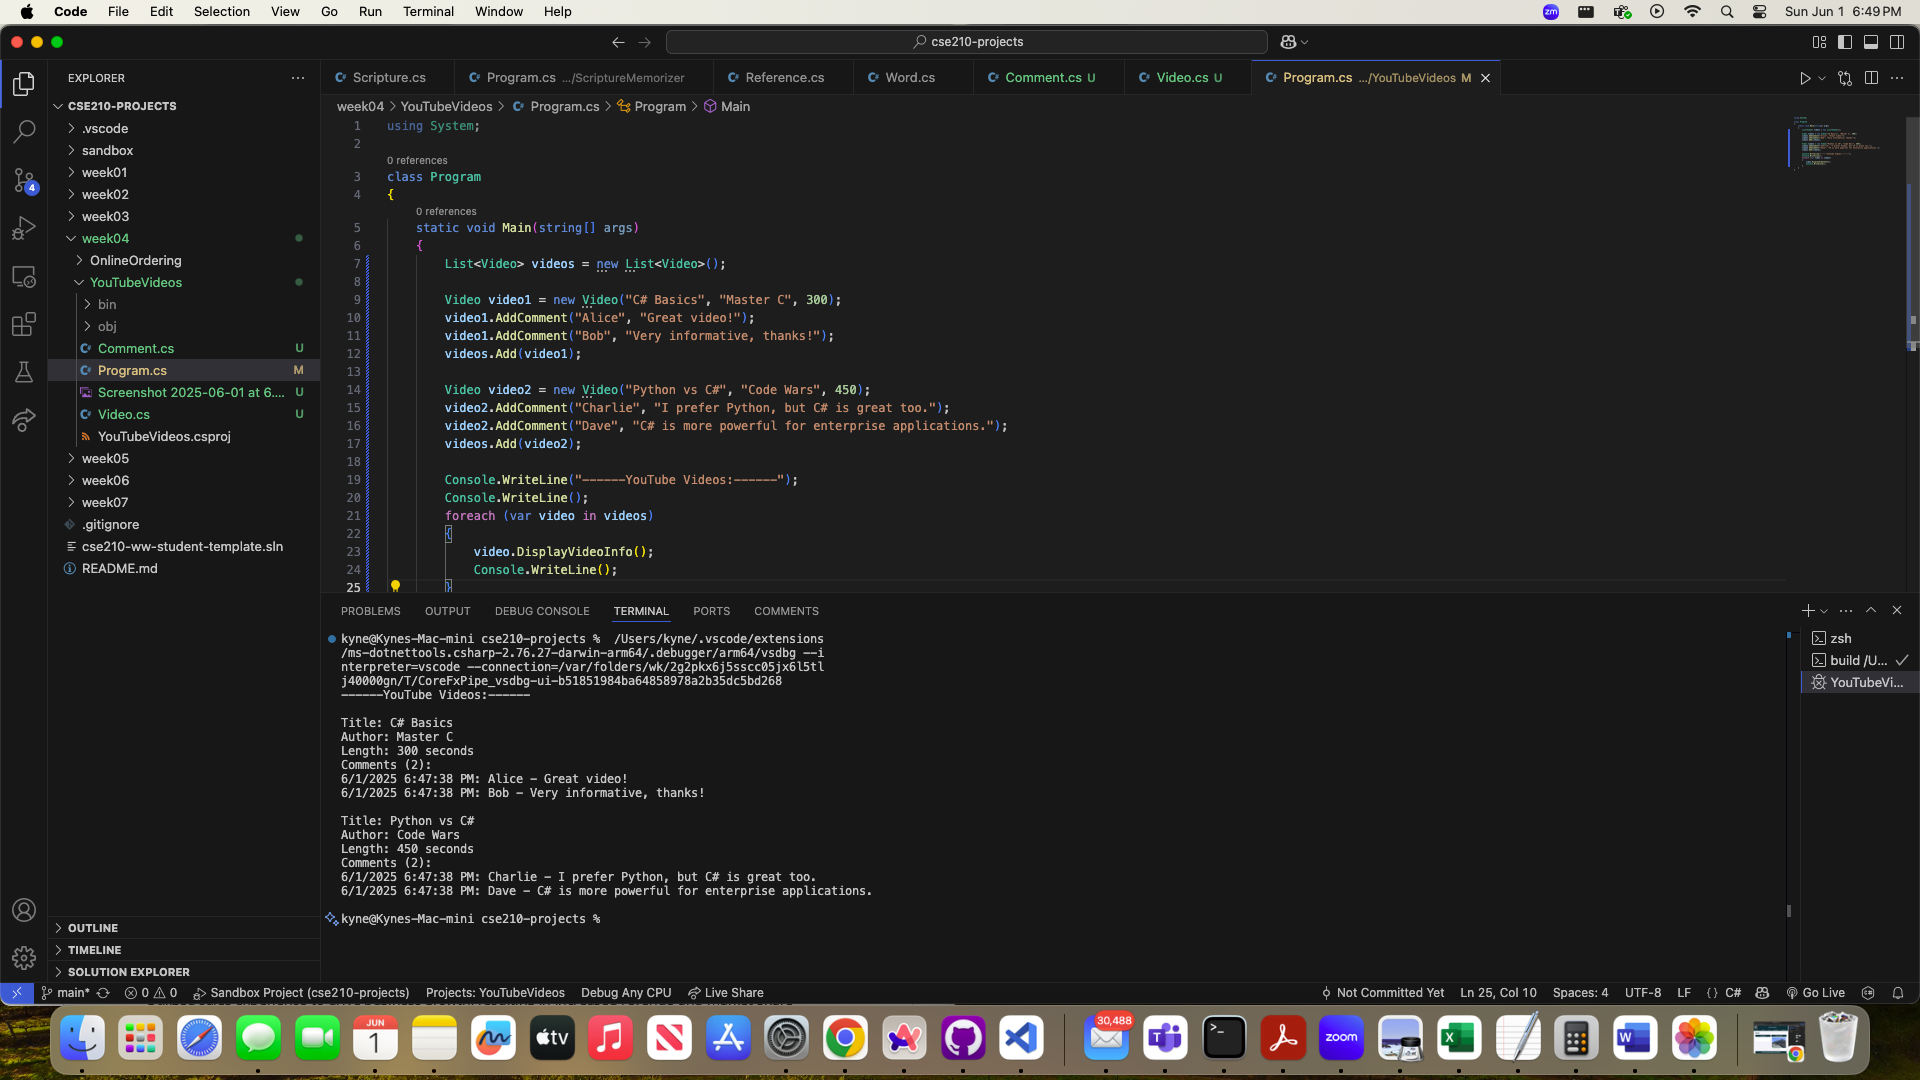 Code File Edit Selection View Go Run Terminal Window Help
zm
Sun Jun 1 6:49 PM
cse210-projects
EXPLORER
CSE210-PROJECTS
.vscode
sandbox
week01
week02
week03
week04
OnlineOrdering
YouTubeVideos
bin
obj
Comment.cs U
Program.cs M
Screenshot 2025-06-01 at 6.... U
Video.cs U
YouTubeVideos.csproj
week05
week06
week07
.gitignore
cse210-ww-student-template.sln
README.md
4
OUTLINE
TIMELINE
SOLUTION EXPLORER
Scripture.cs
Program.cs .../ScriptureMemorizer
Reference.cs
Word.cs
Comment.cs U
Video.cs U
Program.cs .../YouTubeVideos M
week04 > YouTubeVideos > Program.cs > Program > Main
1 using System;
2
0 references
3 class Program
4 {
0 references
5 static void Main(string[] args)
6 {
7 List<Video> videos = new List<Video>();
8
9 Video video1 = new Video("C# Basics", "Master C", 300);
10 video1.AddComment("Alice", "Great video!");
11 video1.AddComment("Bob", "Very informative, thanks!");
12 videos.Add(video1);
13
14 Video video2 = new Video("Python vs C#", "Code Wars", 450);
15 video2.AddComment("Charlie", "I prefer Python, but C# is great too.");
16 video2.AddComment("Dave", "C# is more powerful for enterprise applications.");
17 videos.Add(video2);
18
19 Console.WriteLine("------YouTube Videos:------");
20 Console.WriteLine();
21 foreach (var video in videos)
22 {
23 video.DisplayVideoInfo();
24 Console.WriteLine();
25 }
PROBLEMS OUTPUT DEBUG CONSOLE TERMINAL PORTS COMMENTS
kyne@Kynes-Mac-mini cse210-projects % /Users/kyne/.vscode/extensions
/ms-dotnettools.csharp-2.76.27-darwin-arm64/.debugger/arm64/vsdbg --i
nterpreter=vscode --connection=/var/folders/wk/2g2pkx6j5sscc05jx6l5tl
j40000gn/T/CoreFxPipe_vsdbg-ui-b51851984ba64858978a2b35dc5bd268
------YouTube Videos:------
Title: C# Basics
Author: Master C
Length: 300 seconds
Comments (2):
6/1/2025 6:47:38 PM: Alice - Great video!
6/1/2025 6:47:38 PM: Bob - Very informative, thanks!
Title: Python vs C#
Author: Code Wars
Length: 450 seconds
Comments (2):
6/1/2025 6:47:38 PM: Charlie - I prefer Python, but C# is great too.
6/1/2025 6:47:38 PM: Dave - C# is more powerful for enterprise applications.
kyne@Kynes-Mac-mini cse210-projects %
zsh
build /U...
YouTubeVi...
main* 0 0 Sandbox Project (cse210-projects) Projects: YouTubeVideos Debug Any CPU Live Share
Not Committed Yet Ln 25, Col 10 Spaces: 4 UTF-8 LF {} C# Go Live
JUN
1
tv
30,488
zoom